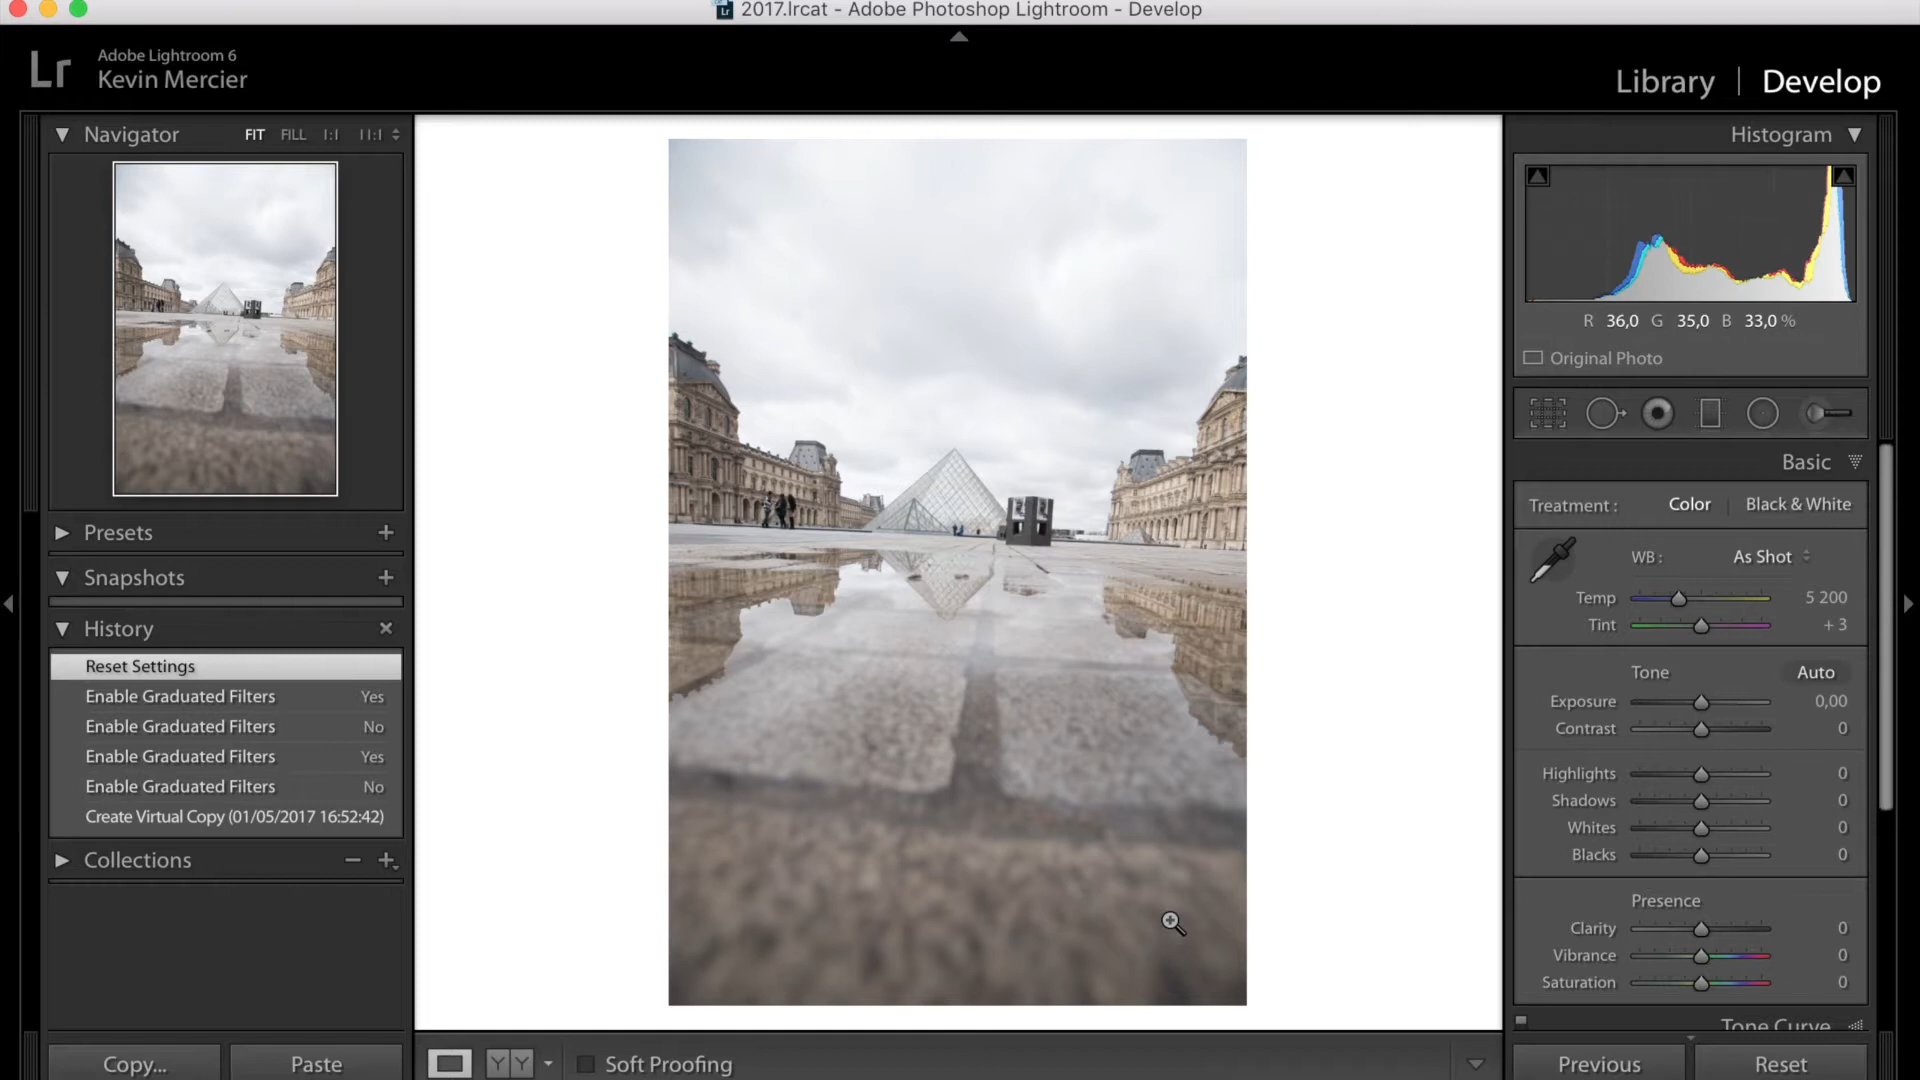 2017.lrcat - Adobe Photoshop Lightroom - Develop
Lr
Adobe Lightroom 6
Kevin Mercier
Library | Develop
Navigator FIT FILL 1:1 11:1
Presets
Snapshots
History
Reset Settings
Enable Graduated Filters Yes
Enable Graduated Filters No
Enable Graduated Filters Yes
Enable Graduated Filters No
Create Virtual Copy (01/05/2017 16:52:42)
Collections
Copy... Paste
Y Y
Soft Proofing
Histogram
R 36,0 G 35,0 B 33,0 %
Original Photo
Basic
Treatment : Color | Black & White
WB : As Shot
Temp 5 200
Tint + 3
Tone Auto
Exposure 0,00
Contrast 0
Highlights 0
Shadows 0
Whites 0
Blacks 0
Presence
Clarity 0
Vibrance 0
Saturation 0
Tone Curve
Previous Reset